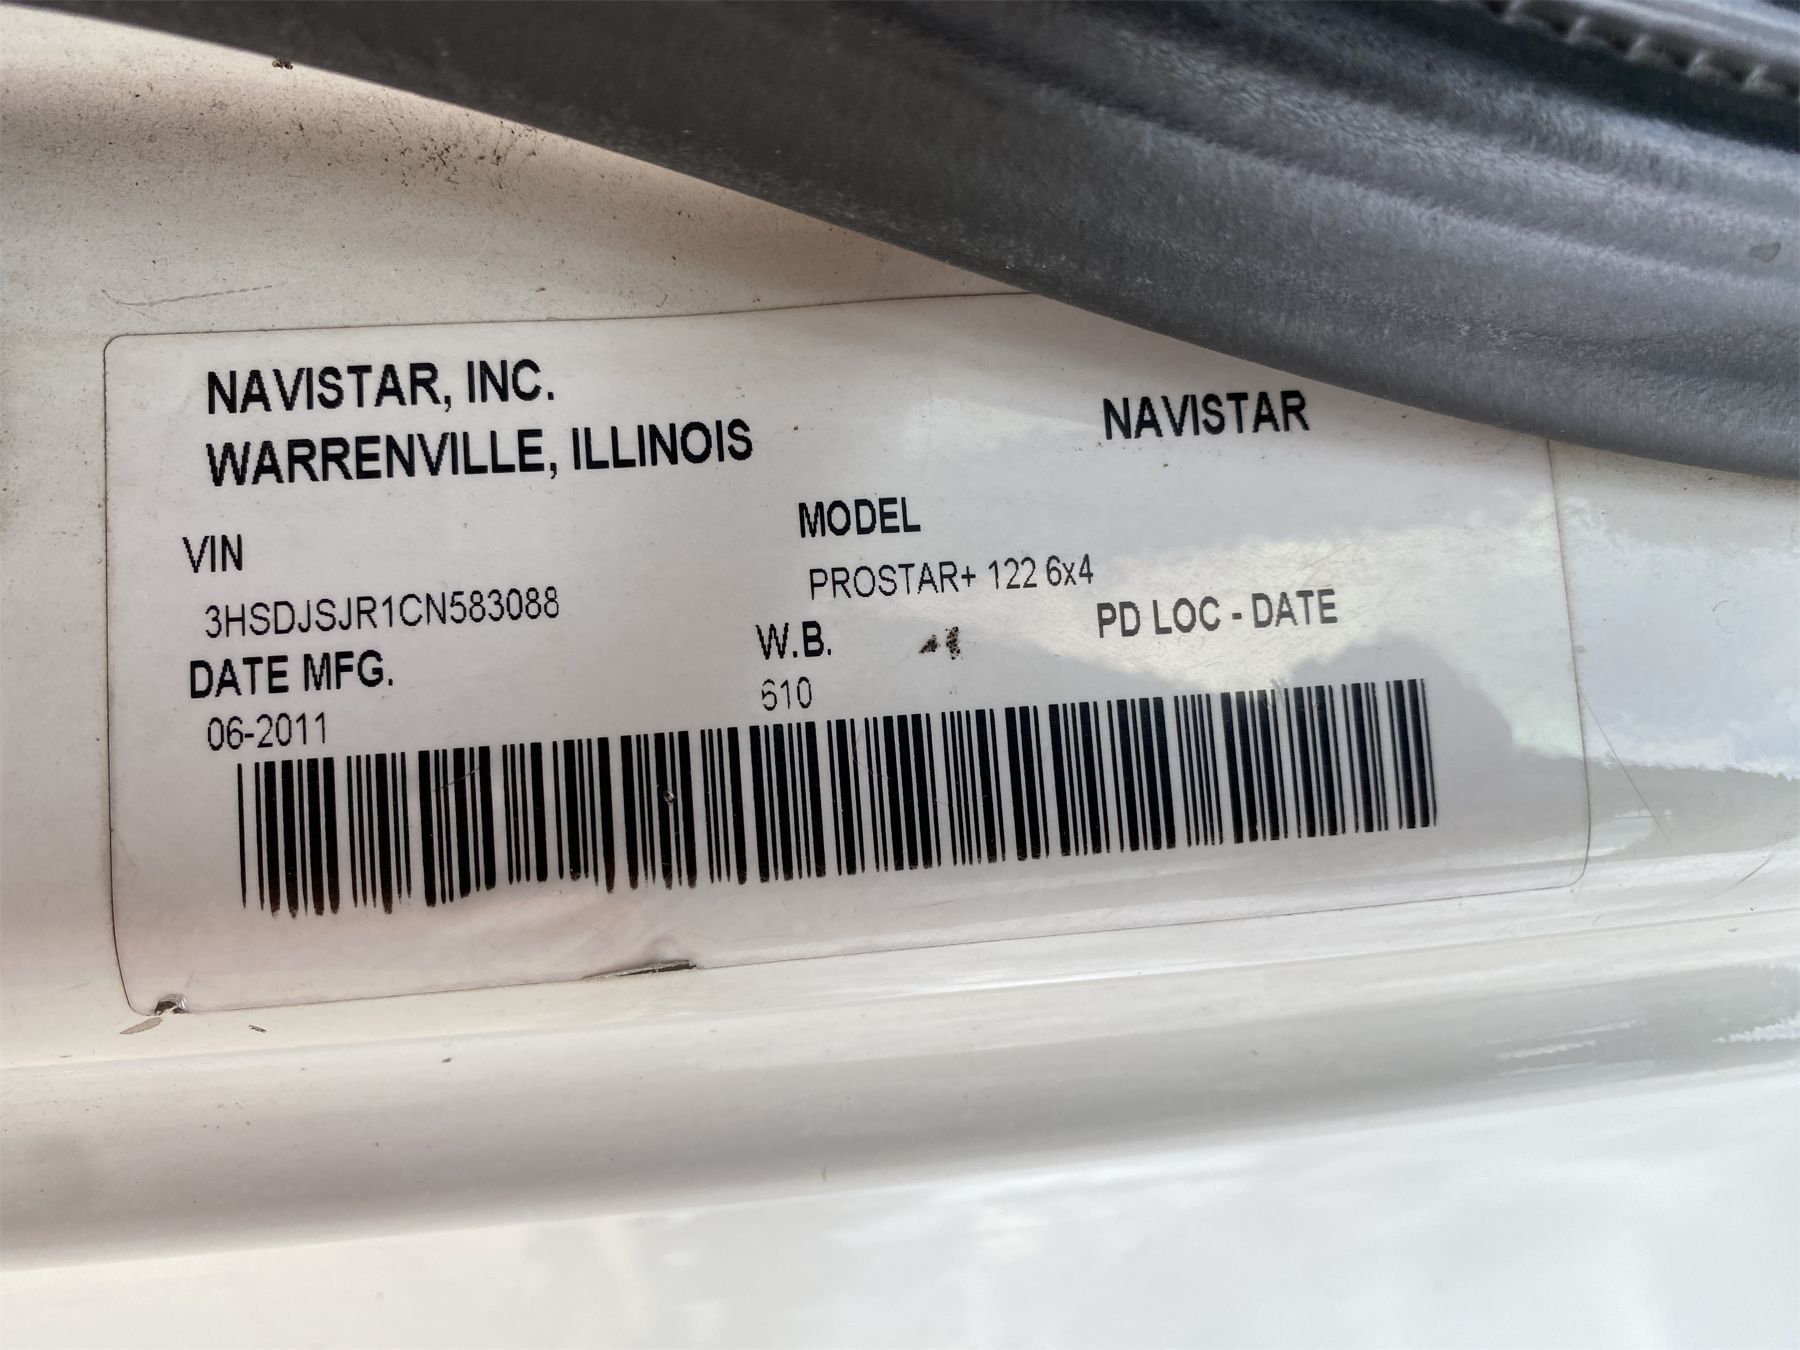 NAVISTAR, INC.
WARRENVILLE, ILLINOIS
NAVISTAR
VIN
3HSDJSJR1CN583088
MODEL
PROSTAR+ 122 6x4
DATE MFG.
06-2011
W.B.
610
PD LOC - DATE